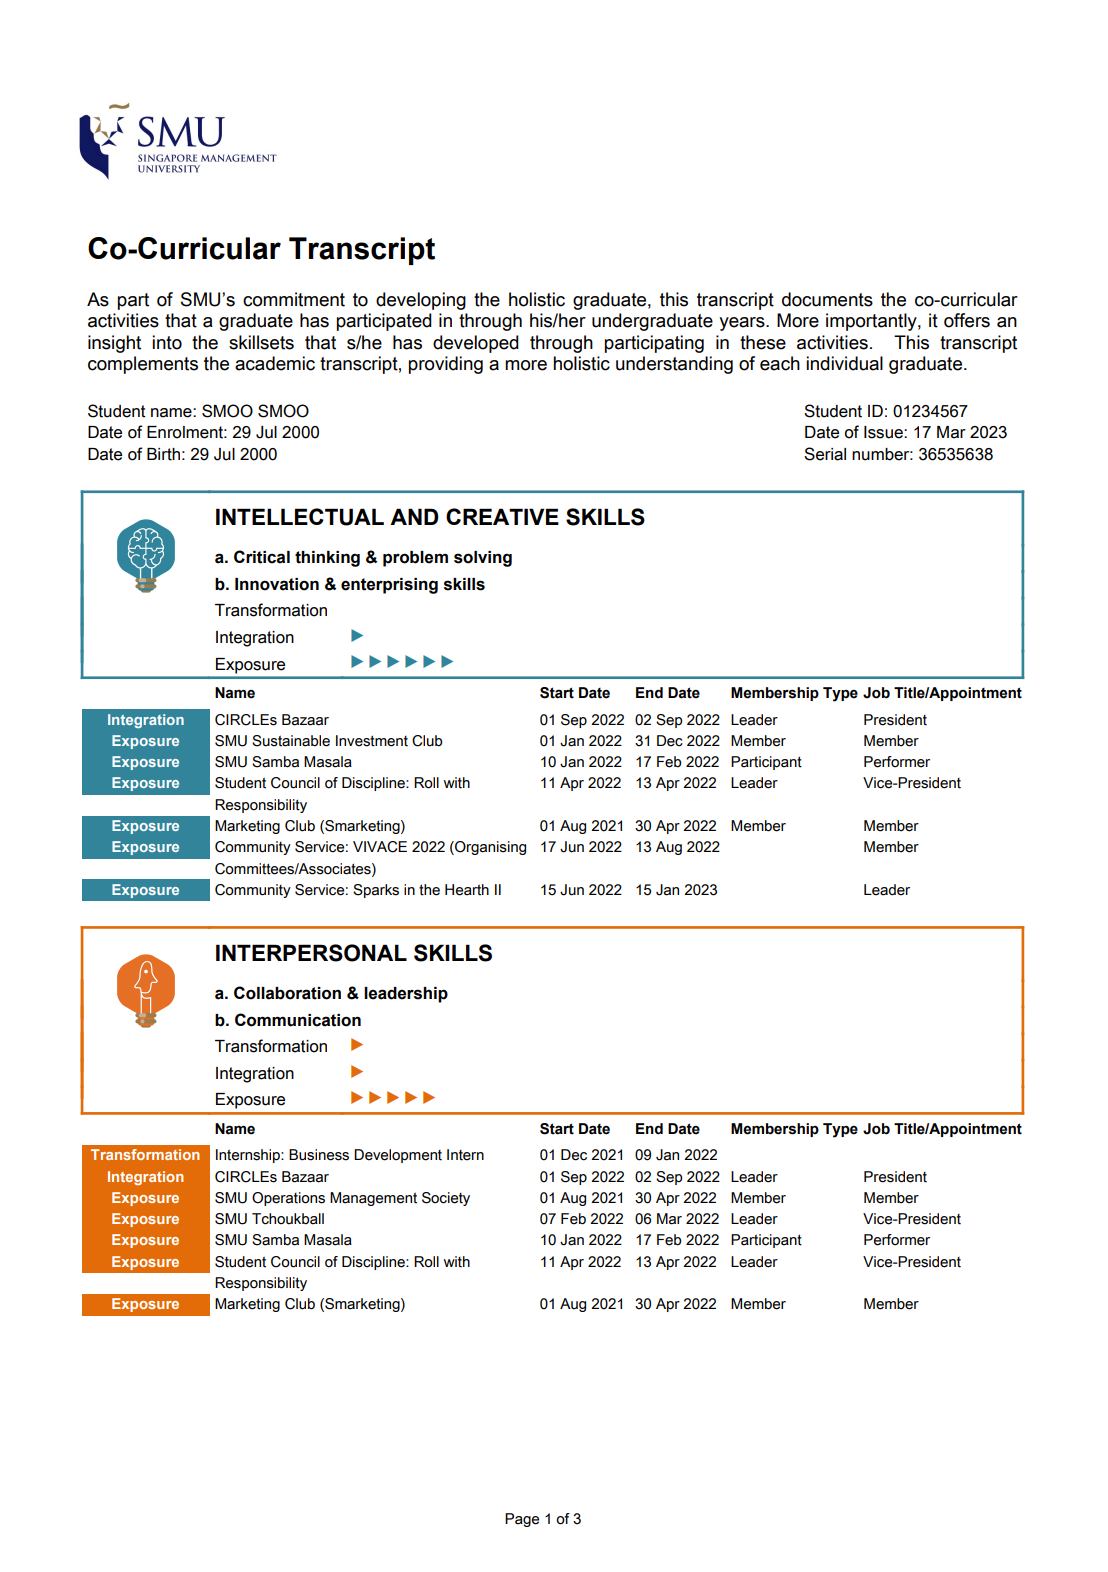 SMU
SINGAPORE MANAGEMENT
UNIVERSITY
Co-Curricular Transcript
As part of SMU's commitment to developing the holistic graduate, this transcript documents the co-curricular
activities that a graduate has participated in through his/her undergraduate years. More importantly, it offers an
insight into the skillsets that s/he has developed through participating in these activities. This transcript
complements the academic transcript, providing a more holistic understanding of each individual graduate.
Student name: SMOO SMOO Student ID: 01234567
Date of Enrolment: 29 Jul 2000 Date of Issue: 17 Mar 2023
Date of Birth: 29 Jul 2000 Serial number: 36535638
INTELLECTUAL AND CREATIVE SKILLS
a. Critical thinking & problem solving
b. Innovation & enterprising skills
Transformation
Integration
Exposure
Name Start Date End Date Membership Type Job Title/Appointment
Integration CIRCLEs Bazaar 01 Sep 2022 02 Sep 2022 Leader President
Exposure SMU Sustainable Investment Club 01 Jan 2022 31 Dec 2022 Member Member
Exposure SMU Samba Masala 10 Jan 2022 17 Feb 2022 Participant Performer
Exposure Student Council of Discipline: Roll with 11 Apr 2022 13 Apr 2022 Leader Vice-President
Responsibility
Exposure Marketing Club (Smarketing) 01 Aug 2021 30 Apr 2022 Member Member
Exposure Community Service: VIVACE 2022 (Organising 17 Jun 2022 13 Aug 2022 Member
Committees/Associates)
Exposure Community Service: Sparks in the Hearth II 15 Jun 2022 15 Jan 2023 Leader
INTERPERSONAL SKILLS
a. Collaboration & leadership
b. Communication
Transformation
Integration
Exposure
Name Start Date End Date Membership Type Job Title/Appointment
Transformation Internship: Business Development Intern 01 Dec 2021 09 Jan 2022
Integration CIRCLEs Bazaar 01 Sep 2022 02 Sep 2022 Leader President
Exposure SMU Operations Management Society 01 Aug 2021 30 Apr 2022 Member Member
Exposure SMU Tchoukball 07 Feb 2022 06 Mar 2022 Leader Vice-President
Exposure SMU Samba Masala 10 Jan 2022 17 Feb 2022 Participant Performer
Exposure Student Council of Discipline: Roll with 11 Apr 2022 13 Apr 2022 Leader Vice-President
Responsibility
Exposure Marketing Club (Smarketing) 01 Aug 2021 30 Apr 2022 Member Member
Page 1 of 3